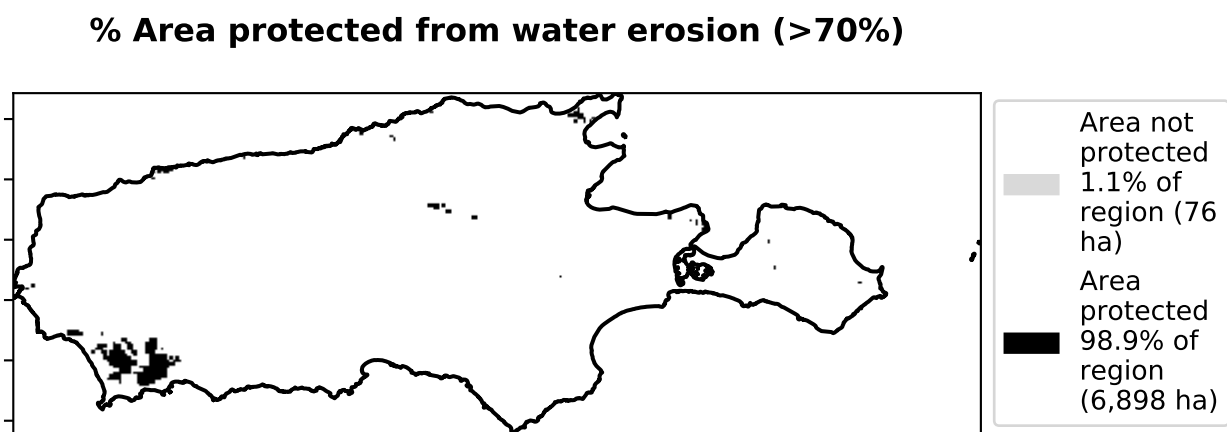 % Area protected from water erosion (>70%)
Area not
protected
1.1% of
region (76
ha)
Area
protected
98.9% of
region
(6,898 ha)